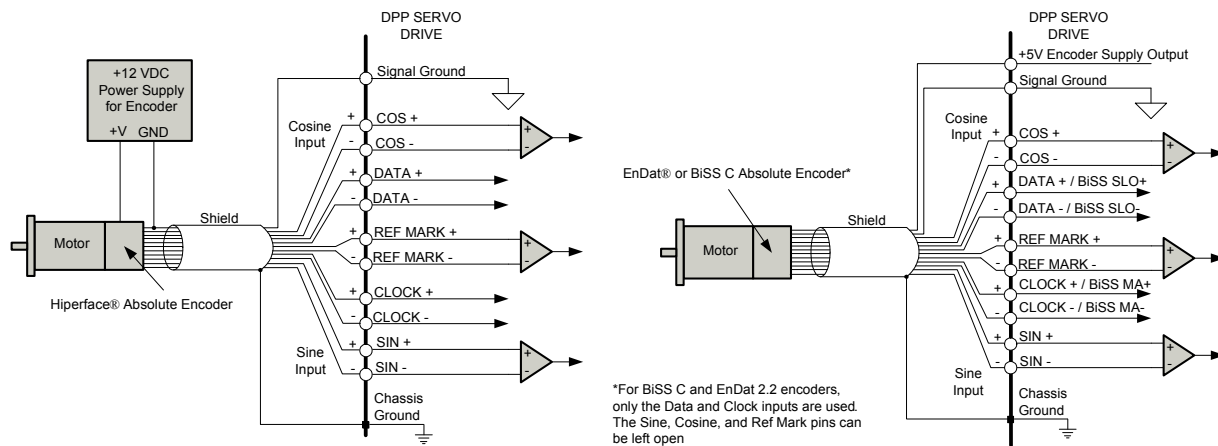 DPP SERVO
DRIVE
+12 VDC
Power Supply
for Encoder
+V GND
Signal Ground
Cosine
Input
+ COS +
- COS -
+ DATA +
- DATA -
Shield
+ REF MARK +
- REF MARK -
Motor
Hiperface® Absolute Encoder
+ CLOCK +
- CLOCK -
Sine
Input
+ SIN +
- SIN -
Chassis
Ground
+
-
+
-
+
-
DPP SERVO
DRIVE
+5V Encoder Supply Output
Signal Ground
Cosine
Input
+ COS +
- COS -
EnDat® or BiSS C Absolute Encoder*
+ DATA + / BiSS SLO+
- DATA - / BiSS SLO-
Shield
+ REF MARK +
- REF MARK -
Motor
+ CLOCK + / BiSS MA+
- CLOCK - / BiSS MA-
+ SIN +
- SIN -
Sine
Input
Chassis
Ground
+
-
+
-
+
-
*For BiSS C and EnDat 2.2 encoders,
only the Data and Clock inputs are used.
The Sine, Cosine, and Ref Mark pins can
be left open